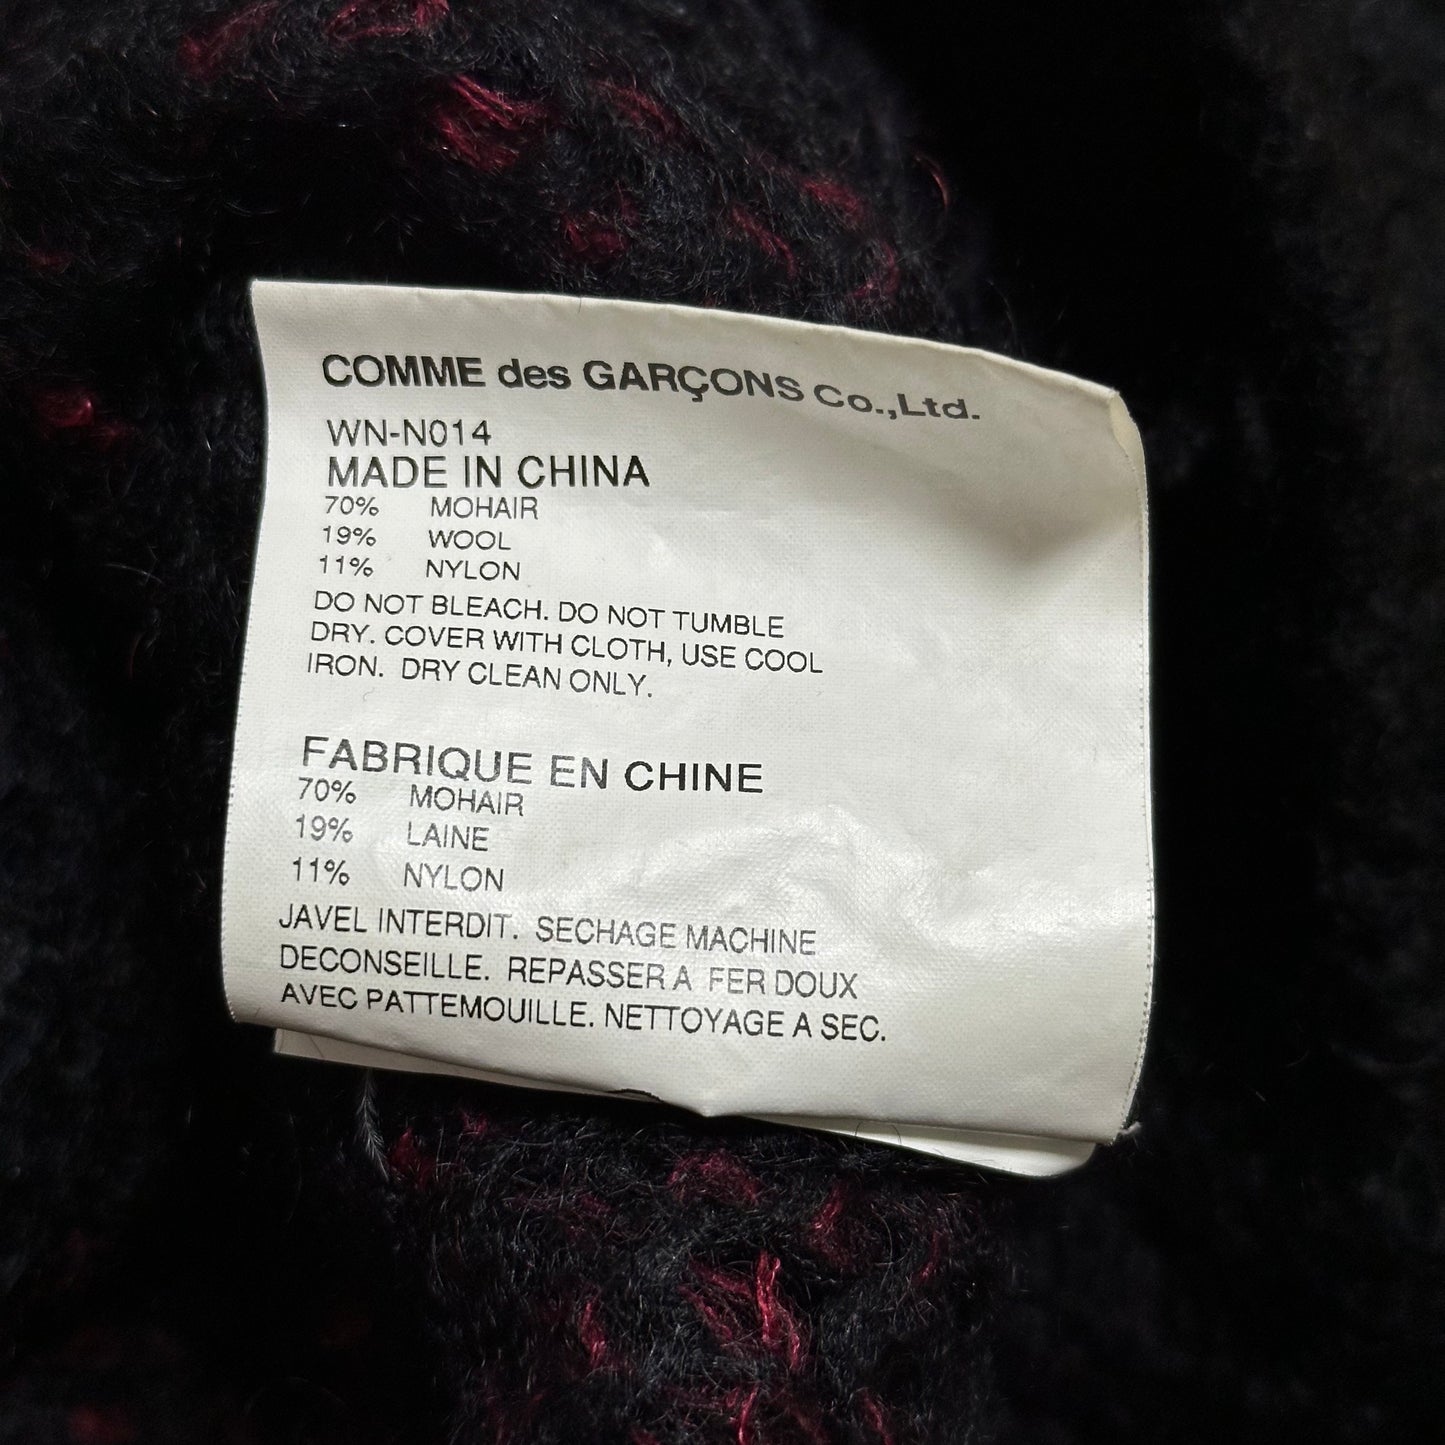 COMME des GARÇONS Co.,Ltd.
WN-N014
MADE IN CHINA
70% MOHAIR
19% WOOL
11% NYLON
DO NOT BLEACH. DO NOT TUMBLE
DRY. COVER WITH CLOTH, USE COOL
IRON. DRY CLEAN ONLY.
FABRIQUE EN CHINE
70% MOHAIR
19% LAINE
11% NYLON
JAVEL INTERDIT. SECHAGE MACHINE
DECONSEILLE. REPASSER A FER DOUX
AVEC PATTEMOUILLE. NETTOYAGE A SEC.